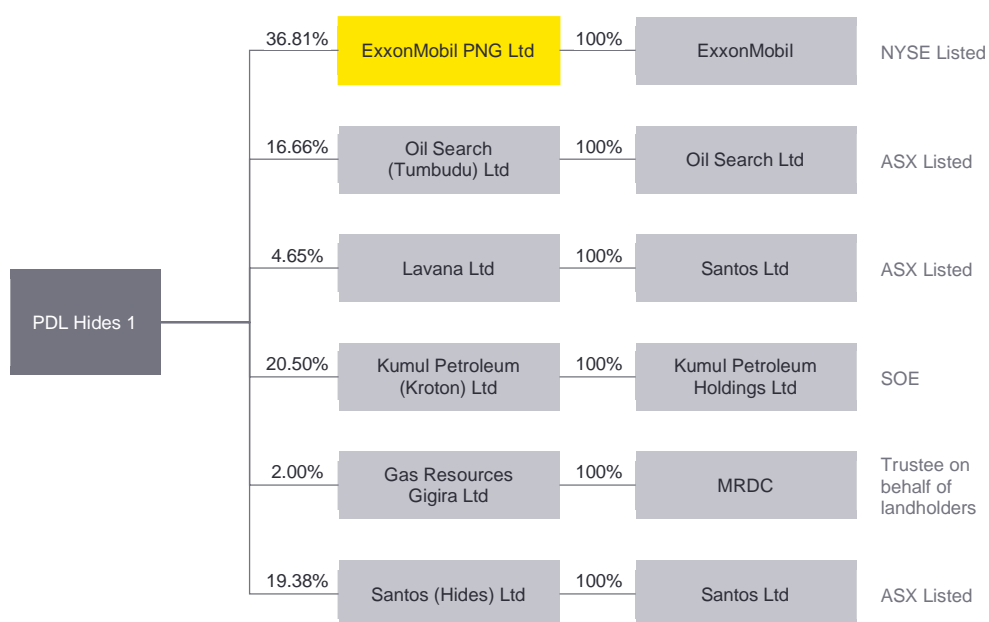 36.81%
ExxonMobil PNG Ltd
100%
ExxonMobil
NYSE Listed
16.66%
Oil Search
(Tumbudu) Ltd
100%
Oil Search Ltd
ASX Listed
4.65%
Lavana Ltd
100%
Santos Ltd
ASX Listed
PDL Hides 1
20.50%
Kumul Petroleum
(Kroton) Ltd
100%
Kumul Petroleum
Holdings Ltd
SOE
2.00%
Gas Resources
Gigira Ltd
100%
MRDC
Trustee on
behalf of
landholders
19.38%
Santos (Hides) Ltd
100%
Santos Ltd
ASX Listed